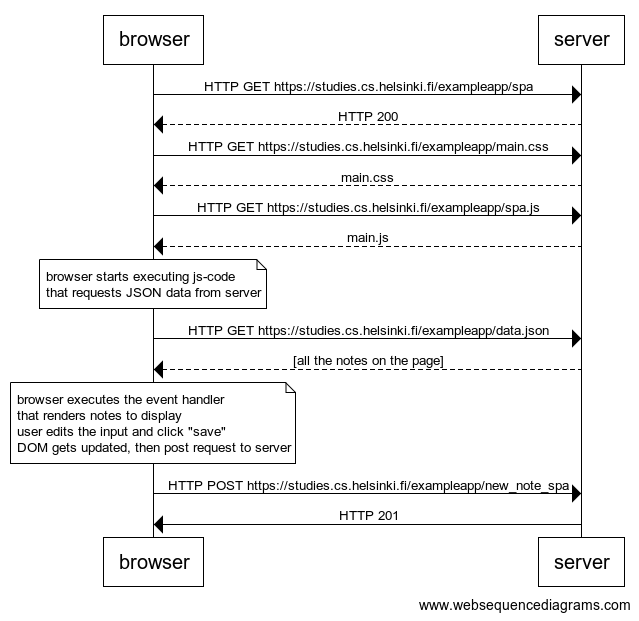 browser
server
HTTP GET https://studies.cs.helsinki.fi/exampleapp/spa
HTTP 200
HTTP GET https://studies.cs.helsinki.fi/exampleapp/main.css
main.css
HTTP GET https://studies.cs.helsinki.fi/exampleapp/spa.js
main.js
browser starts executing js-code
that requests JSON data from server
HTTP GET https://studies.cs.helsinki.fi/exampleapp/data.json
[all the notes on the page]
browser executes the event handler
that renders notes to display
user edits the input and click "save"
DOM gets updated, then post request to server
HTTP POST https://studies.cs.helsinki.fi/exampleapp/new_note_spa
HTTP 201
browser
server
www.websequencediagrams.com